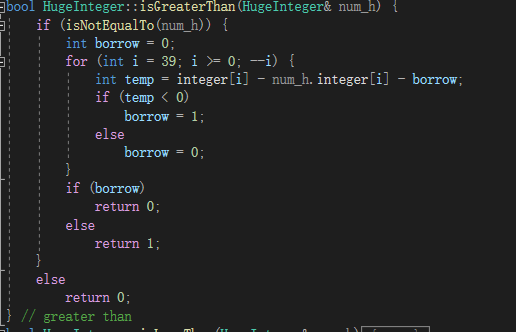 bool HugeInteger::isGreaterThan(HugeInteger& num_h) {
if (isNotEqualTo(num_h)) {
int borrow = 0;
for (int i = 39; i >= 0; --i) {
int temp = integer[i] - num_h.integer[i] - borrow;
if (temp < 0)
borrow = 1;
else
borrow = 0;
}
if (borrow)
return 0;
else
return 1;
}
else
return 0;
} // greater than